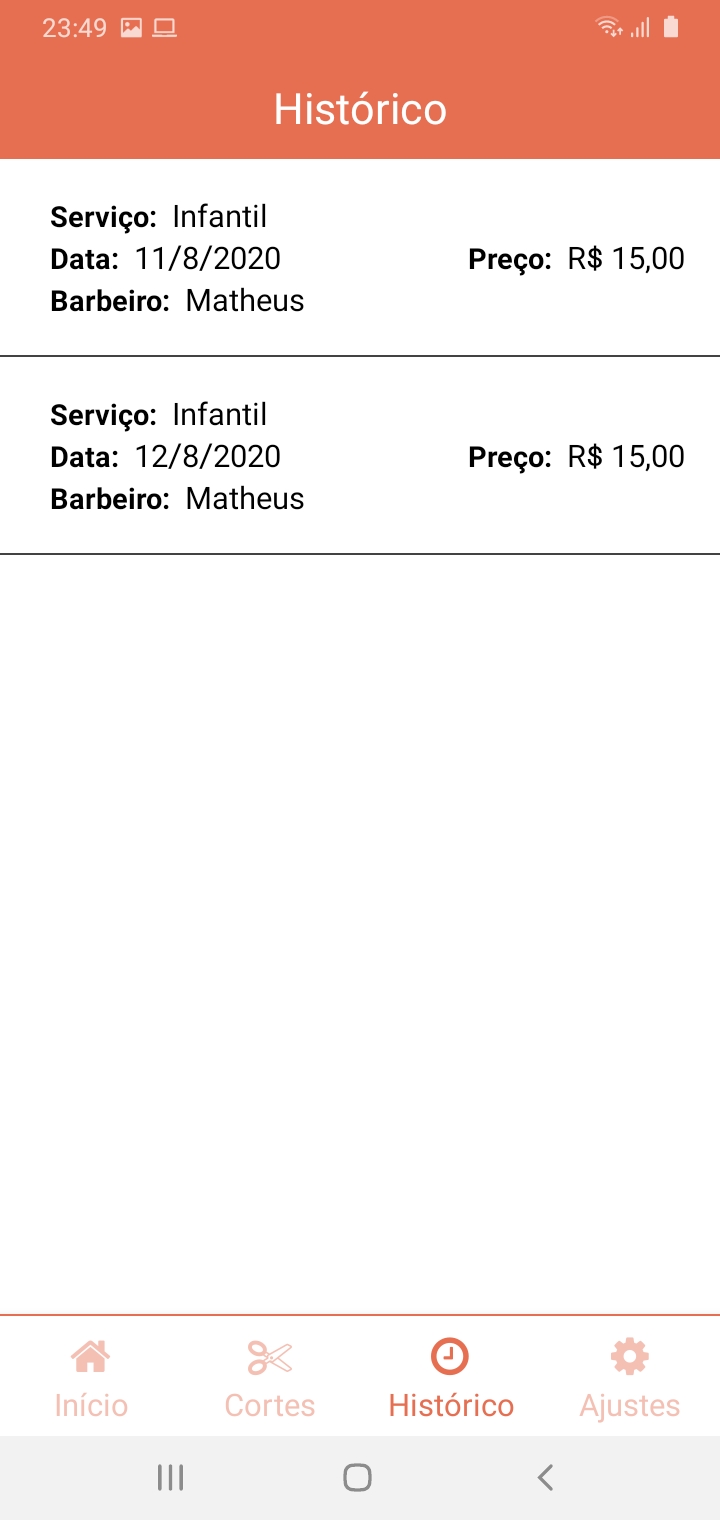 23:49
Histórico
Serviço: Infantil
Data: 11/8/2020 Preço: R$ 15,00
Barbeiro: Matheus
Serviço: Infantil
Data: 12/8/2020 Preço: R$ 15,00
Barbeiro: Matheus
Início Cortes Histórico Ajustes